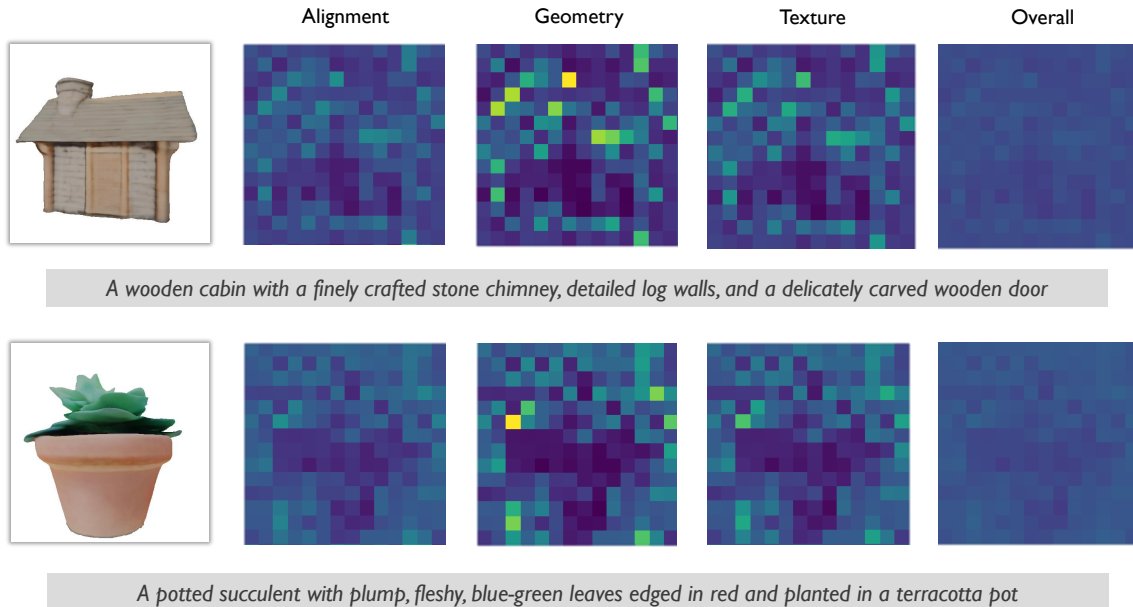 Alignment Geometry Texture Overall
A wooden cabin with a finely crafted stone chimney, detailed log walls, and a delicately carved wooden door
A potted succulent with plump, fleshy, blue-green leaves edged in red and planted in a terracotta pot